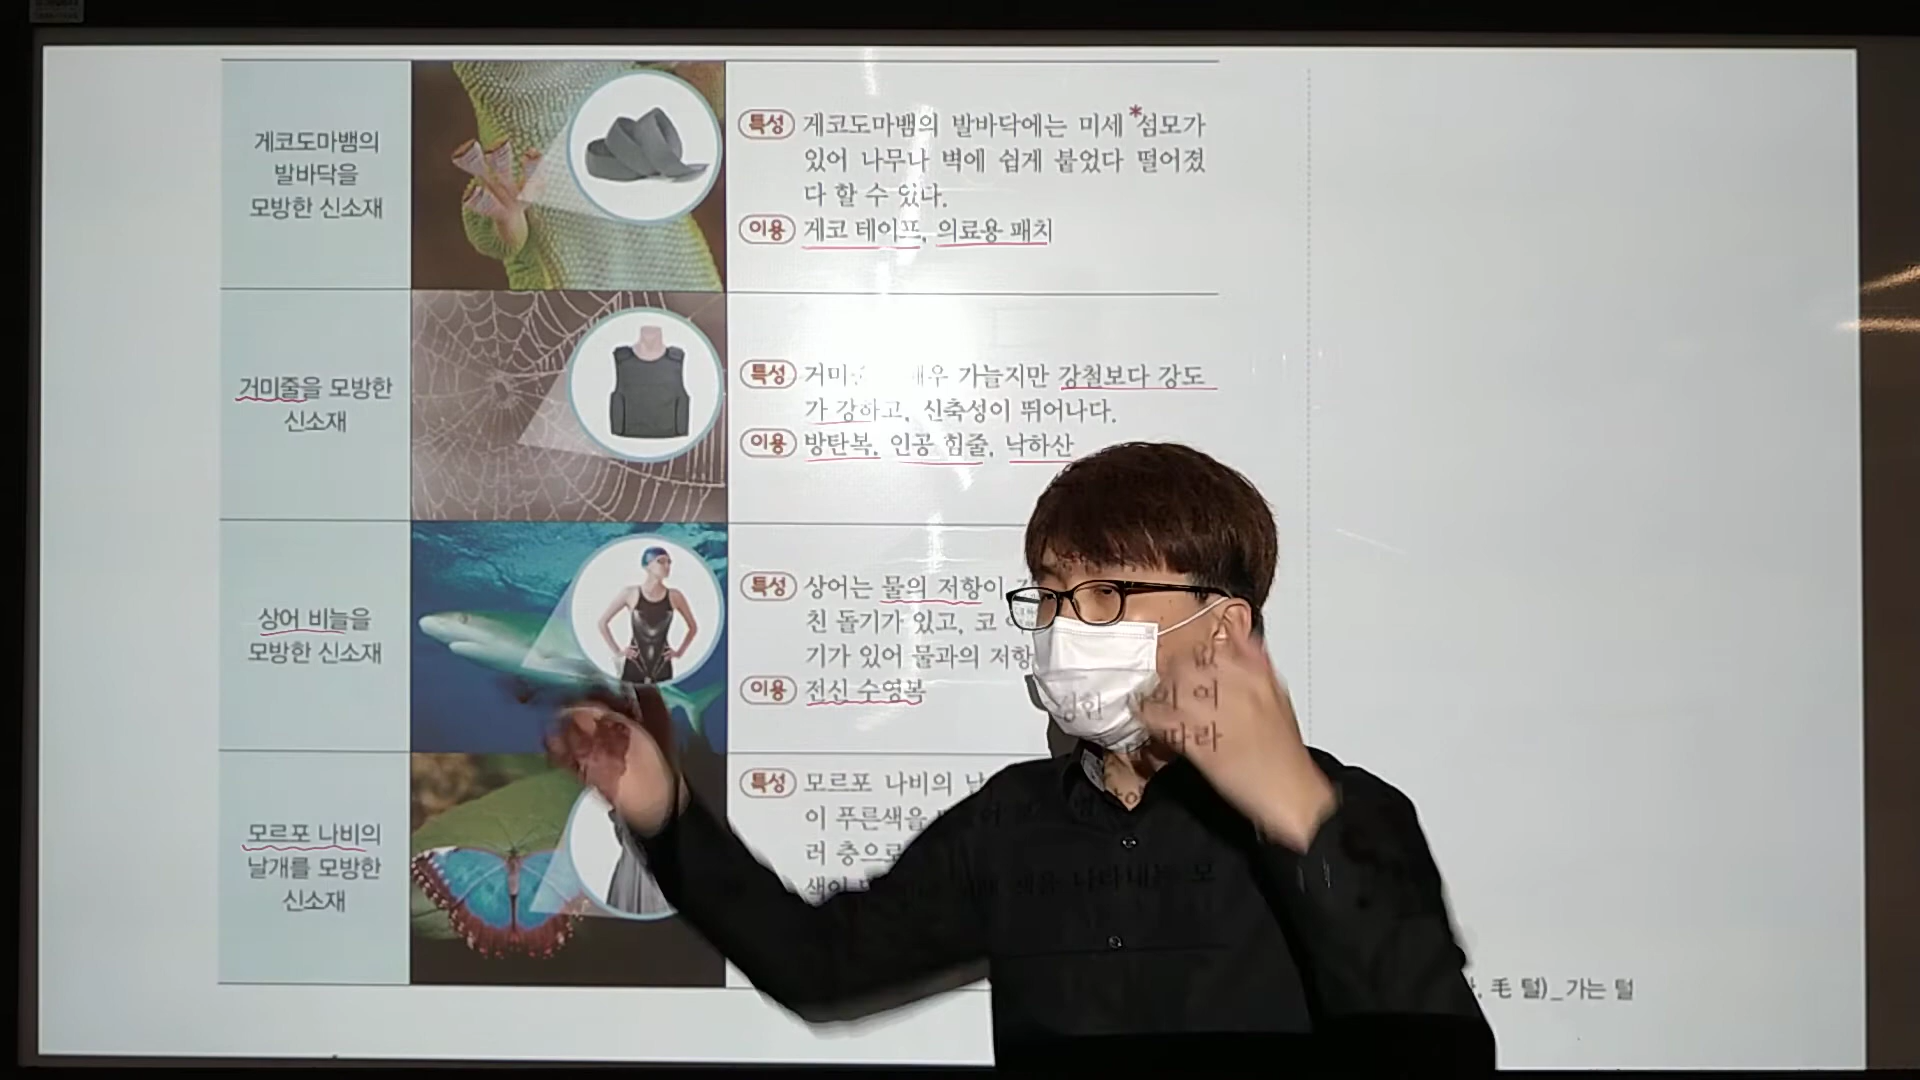 게코도마뱀의
발바닥을
모방한 신소재
특성 게코도마뱀의 발바닥에는 미세 *섬모가
있어 나무나 벽에 쉽게 붙었다 떨어졌
다 할 수 있다.
이용 게코 테이프, 의료용 패치
거미줄을 모방한
신소재
특성 가늘지만 강철보다 강도
가 강하고, 신축성이 뛰어나다.
이용 방탄복, 인공 힘줄, 낙하산
상어 비늘을
모방한 신소재
특성 상어는 물의 저항이
친 돌기가 있고, 코
기가 있어 물과의 저항
이용 전신 수영복
모르포 나비의
날개를 모방한
신소재
특성 모르포 나비의
이 푸른색을
러 층으로
毛 털)_가는 털